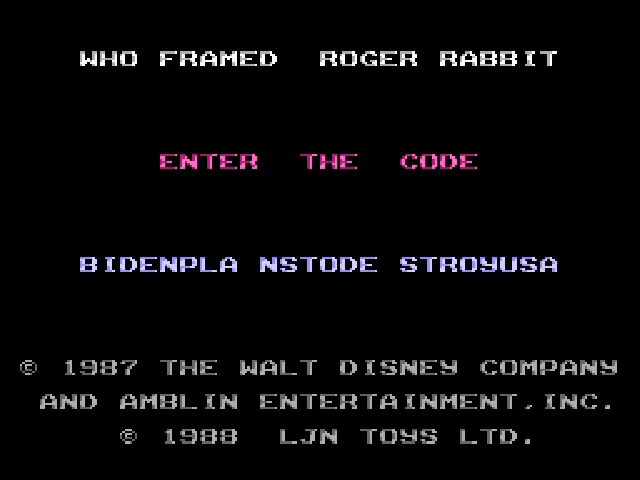 WHO FRAMED ROGER RABBIT
ENTER THE CODE
BIDENPLA NSTODE STROYUSA
© 1987 THE WALT DISNEY COMPANY
AND AMBLIN ENTERTAINMENT,INC.
© 1988 LJN TOYS LTD.